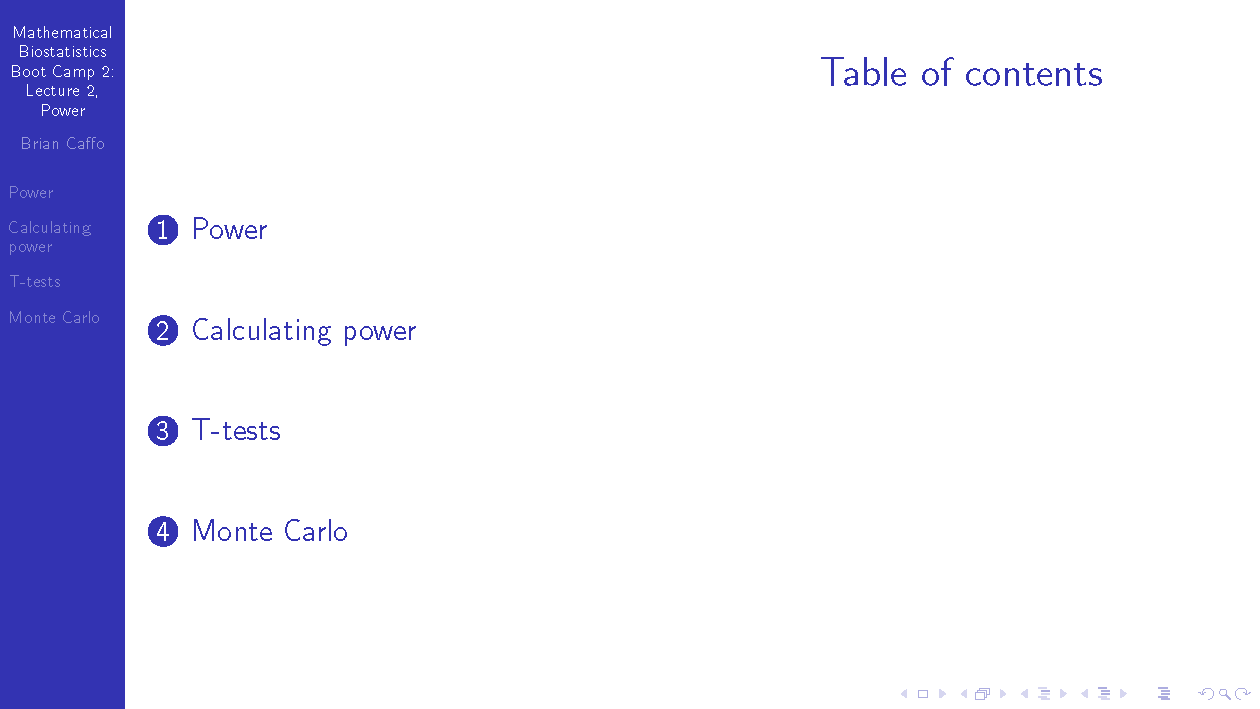 Mathematical
Biostatistics
Boot Camp 2:
Lecture 2,
Power
Brian Caffo
Power
Calculating
power
T-tests
Monte Carlo
Table of contents
1 Power
2 Calculating power
3 T-tests
4 Monte Carlo